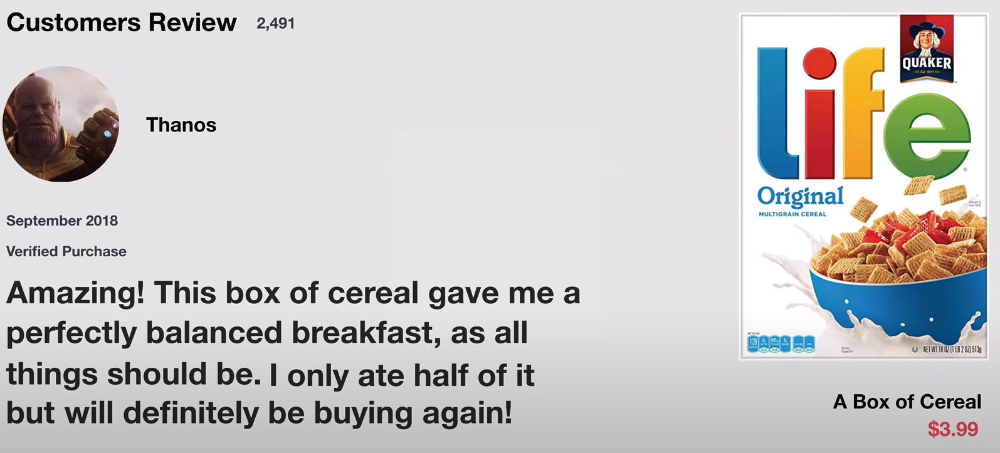 Customers Review 2,491
Thanos
September 2018
Verified Purchase
Amazing! This box of cereal gave me a
perfectly balanced breakfast, as all
things should be. I only ate half of it
but will definitely be buying again!
QUAKER
life
Original
MULTIGRAIN CEREAL
NET WT 18 OZ (1 LB 2 OZ) 513g
A Box of Cereal
$3.99